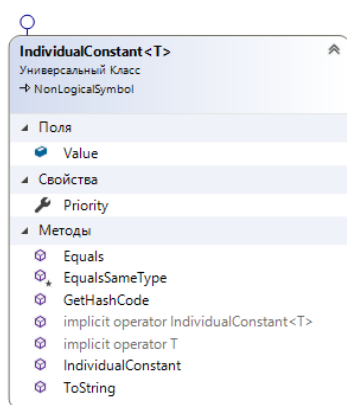 IndividualConstant<T>
Универсальный Класс
NonLogicalSymbol
Поля
Value
Свойства
Priority
Методы
Equals
EqualsSameType
GetHashCode
implicit operator IndividualConstant<T>
implicit operator T
IndividualConstant
ToString